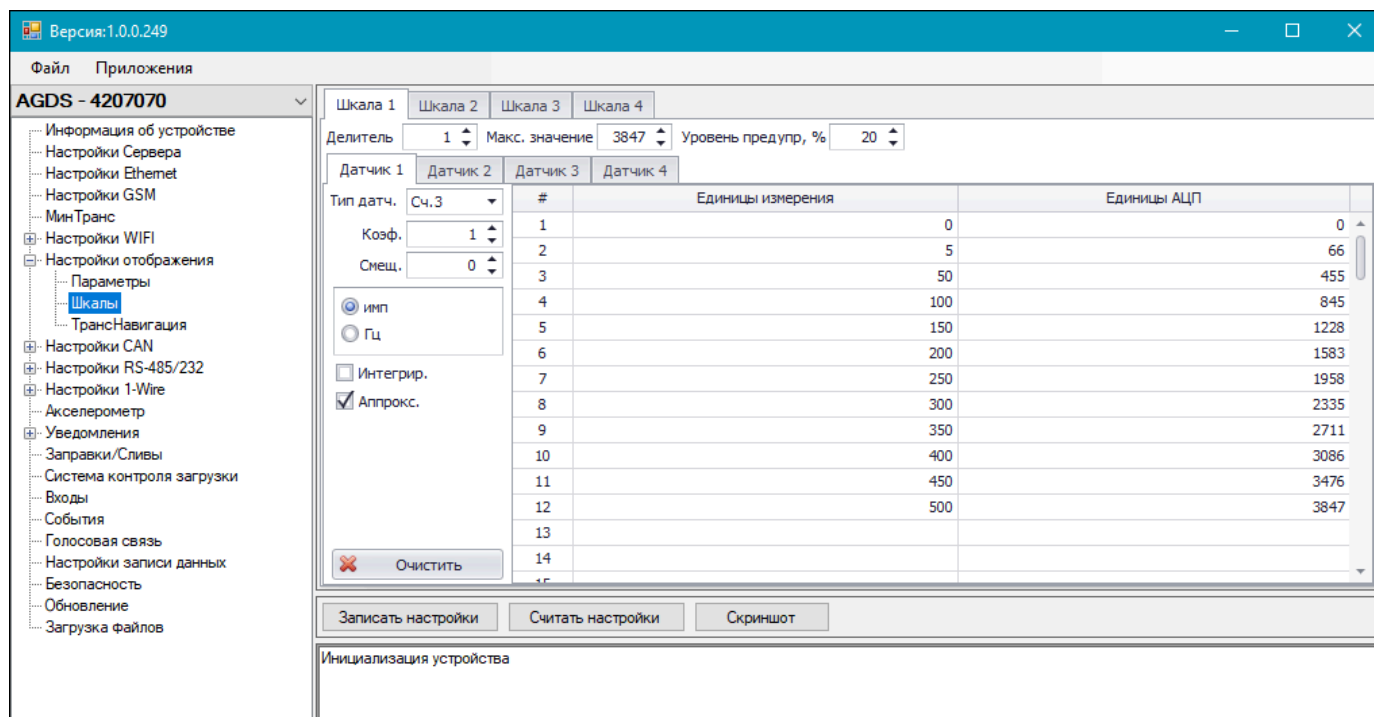 Версия:1.0.0.249
Файл Приложения
AGDS - 4207070
Информация об устройстве
Настройки Сервера
Настройки Ethernet
Настройки GSM
МинТранс
Настройки WIFI
Настройки отображения
Параметры
Шкалы
ТрансНавигация
Настройки CAN
Настройки RS-485/232
Настройки 1-Wire
Акселерометр
Уведомления
Заправки/Сливы
Система контроля загрузки
Входы
События
Голосовая связь
Настройки записи данных
Безопасность
Обновление
Загрузка файлов
Шкала 1 Шкала 2 Шкала 3 Шкала 4
Делитель 1 Макс. значение 3847 Уровень предупр, % 20
Датчик 1 Датчик 2 Датчик 3 Датчик 4
Тип датч. Сч.3
Коэф. 1
Смещ. 0
имп
Гц
Интегрир.
Аппрокс.
Очистить
# Единицы измерения Единицы АЦП
1 0 0
2 5 66
3 50 455
4 100 845
5 150 1228
6 200 1583
7 250 1958
8 300 2335
9 350 2711
10 400 3086
11 450 3476
12 500 3847
13
14
Записать настройки Считать настройки Скриншот
Инициализация устройства